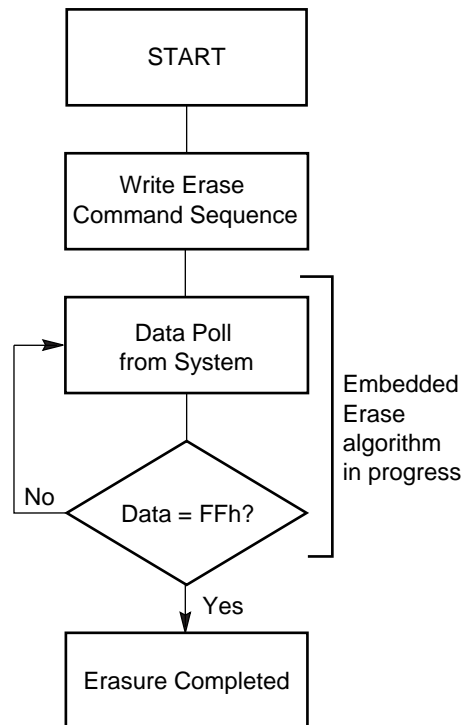 START
Write Erase
Command Sequence
Data Poll
from System
Embedded
Erase
algorithm
in progress
No
Data = FFh?
Yes
Erasure Completed